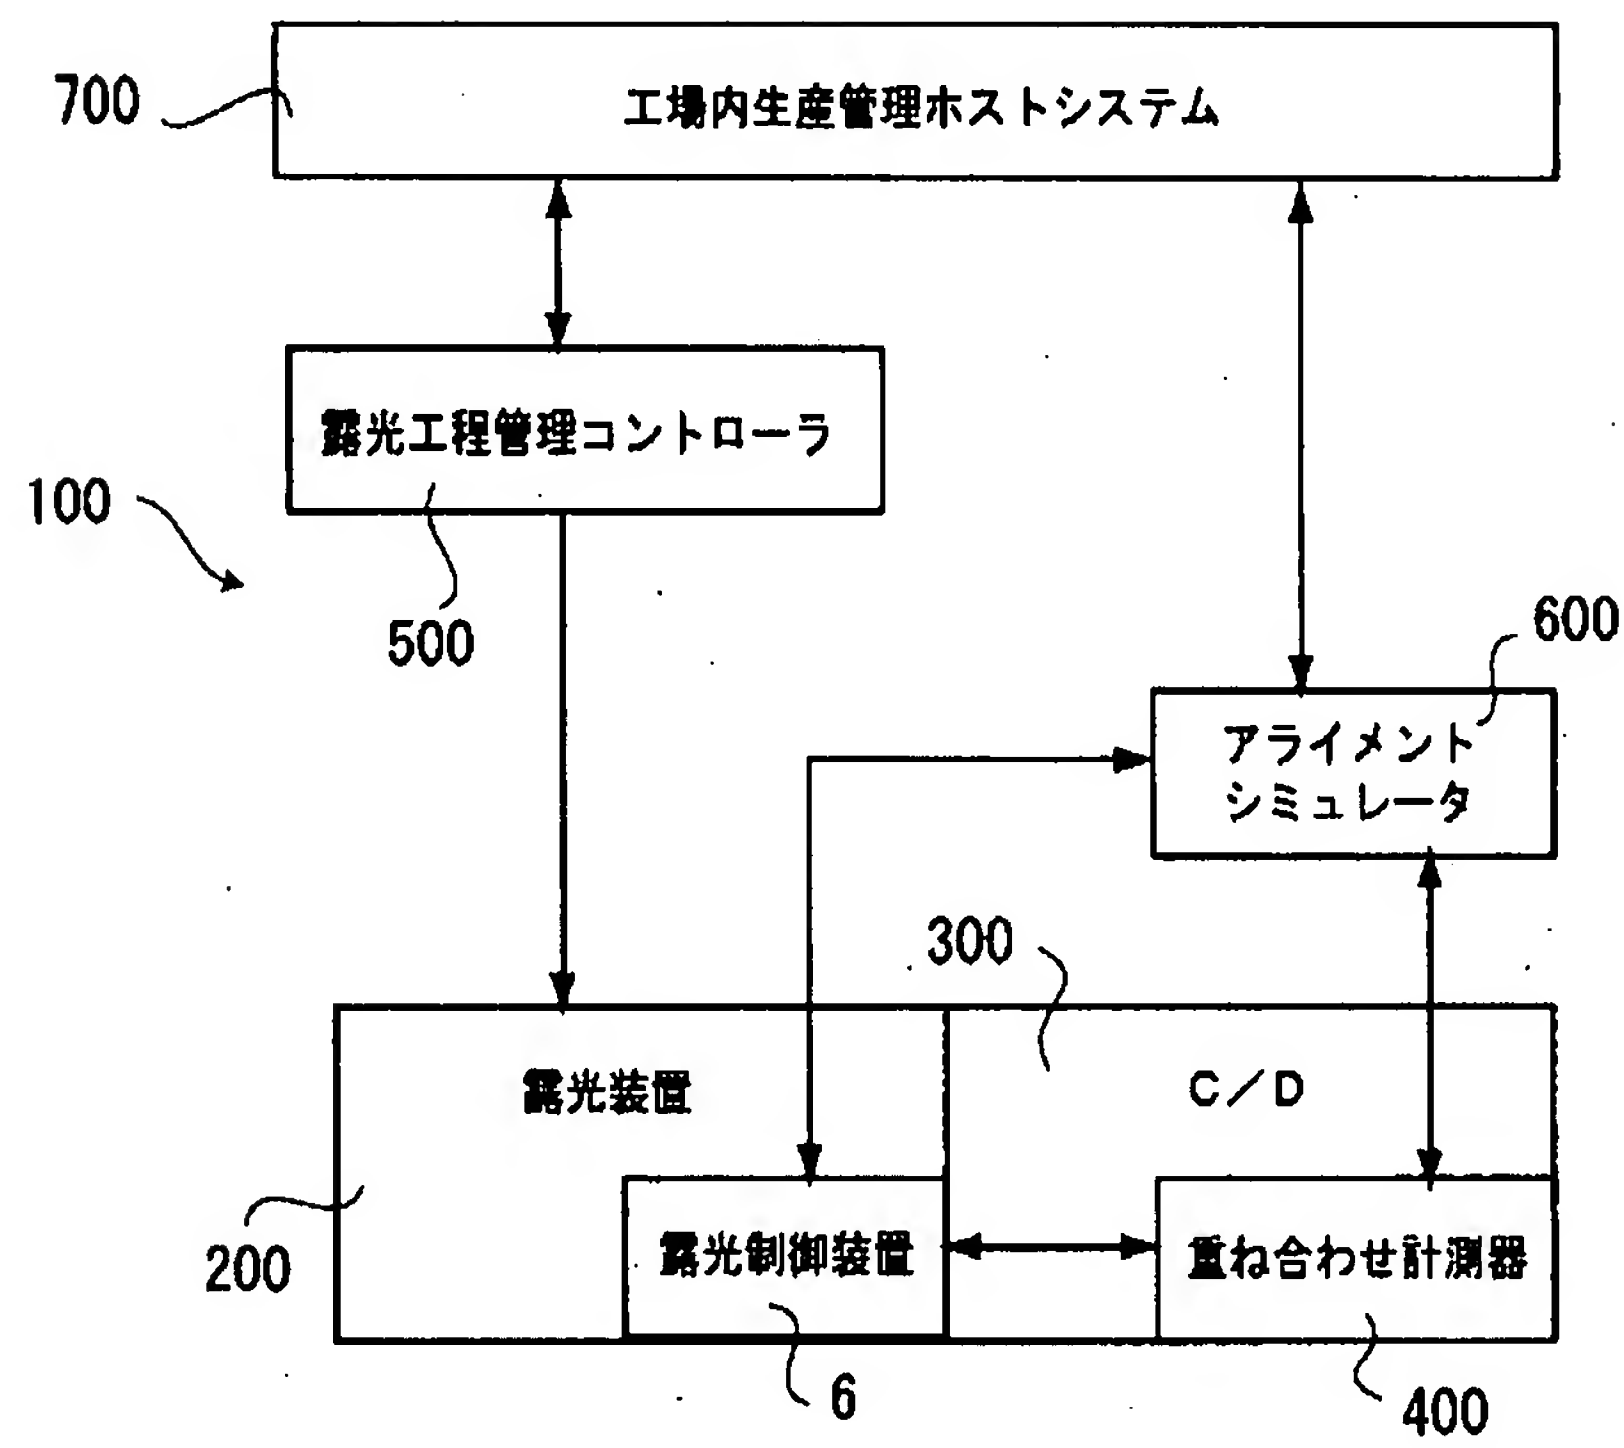 700
工場内生産管理ホストシステム
露光工程管理コントローラ
100
500
600
アライメント
シミュレータ
300
露光装置
C/D
200
露光制御装置
重ね合わせ計測器
6
400